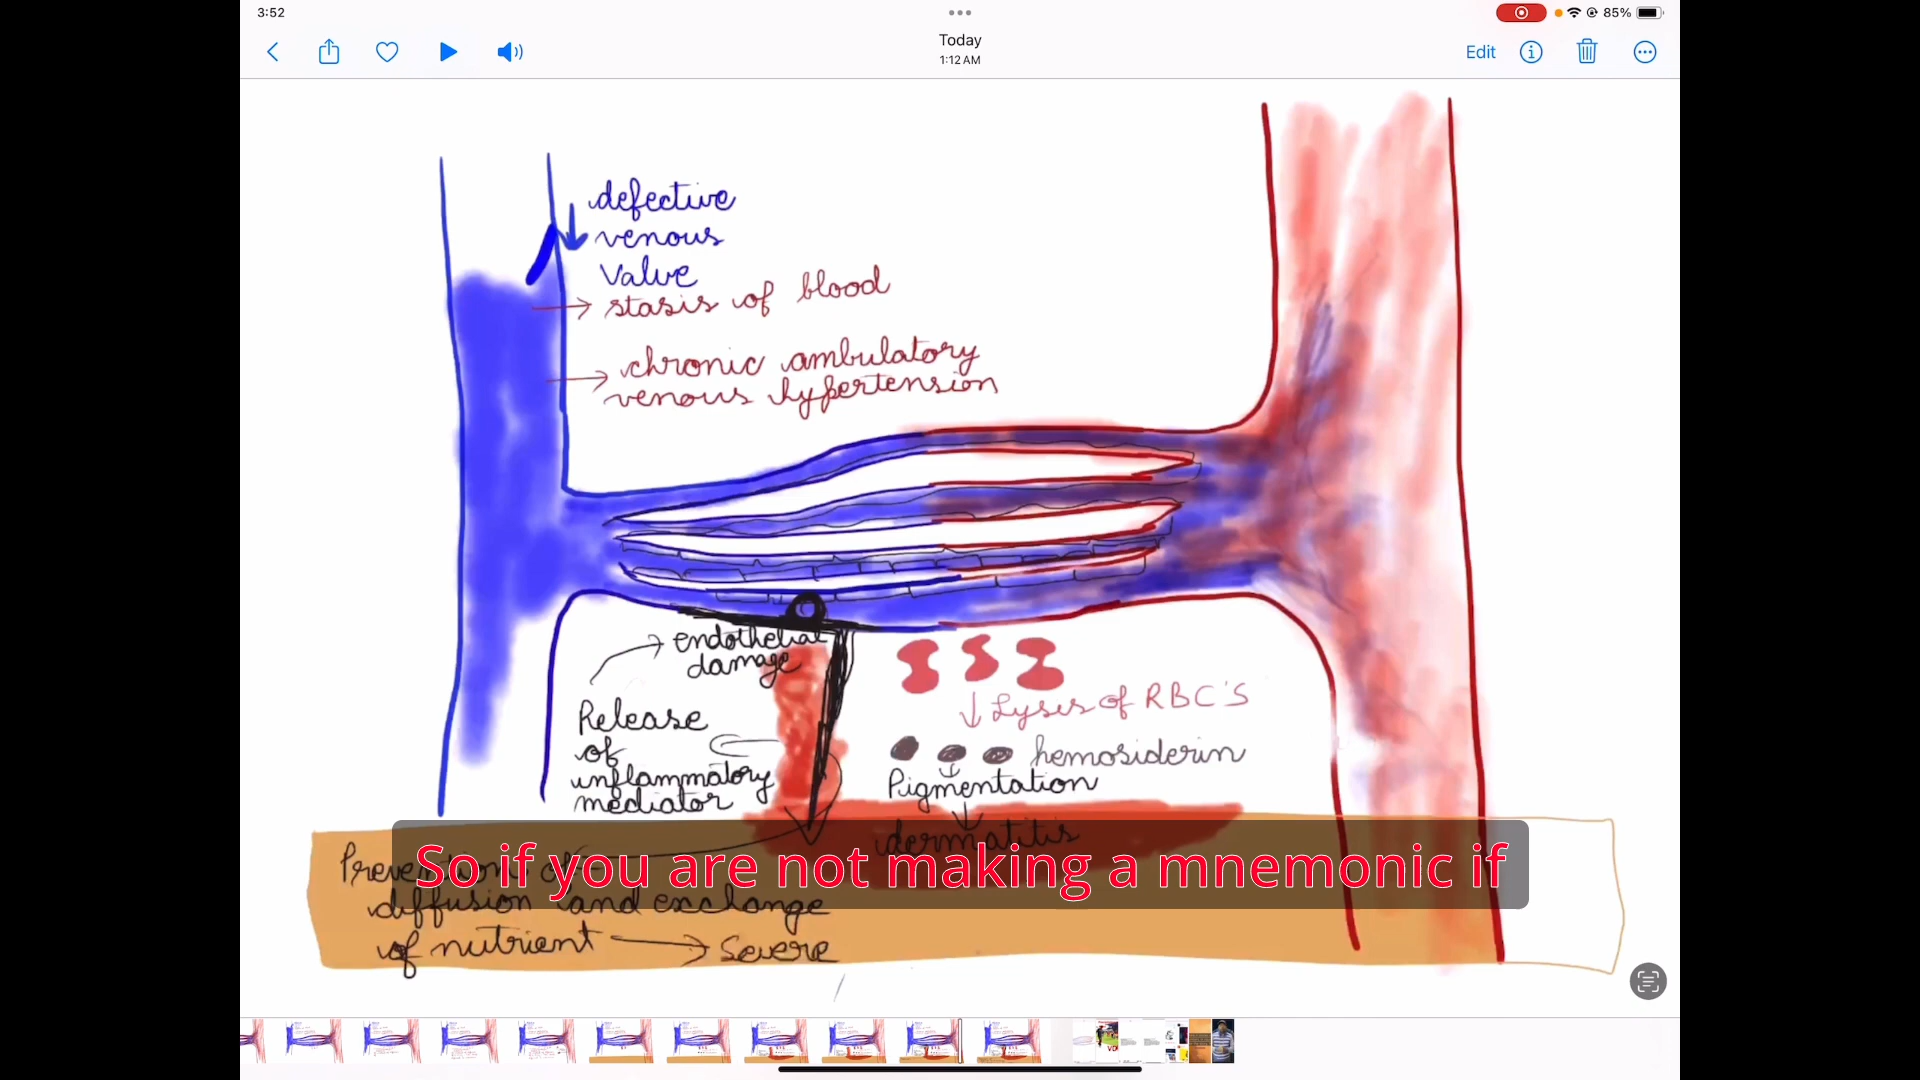 3:52
85%
Today
1:12 AM
Edit
defective
venous
valve
stasis of blood
chronic ambulatory
venous hypertension
endothelial
damage
Release
of
inflammatory
mediator
Lysis of RBC'S
hemosiderin
Pigmentation
dermatitis
So if you are not making a mnemonic if
Prevention of
diffusion and exchange
of nutrient → severe